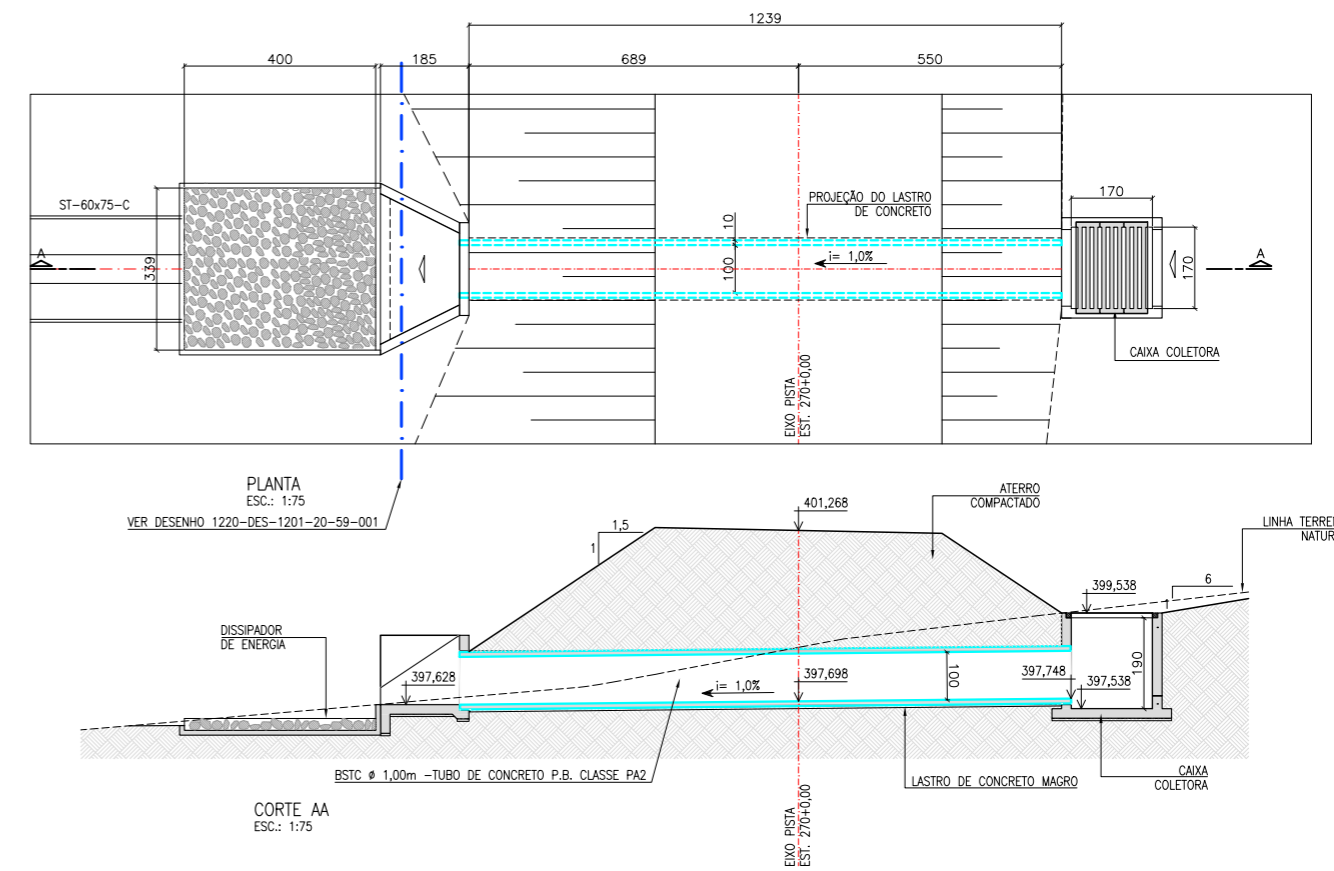 1239
400
185
689
550
ST-60x75-C
A
339
PROJEÇÃO DO LASTRO
DE CONCRETO
10
100
i= 1,0%
170
170
A
CAIXA COLETORA
EIXO PISTA
EST. 270+0,00
PLANTA
ESC.: 1:75
VER DESENHO 1220-DES-1201-20-59-001
401,268
ATERRO
COMPACTADO
LINHA TERRE
NATUR
1,5
1
6
1
399,538
DISSIPADOR
DE ENERGIA
397,628
397,698
i= 1,0%
100
397,748
397,538
190
BSTC ø 1,00m -TUBO DE CONCRETO P.B. CLASSE PA2
LASTRO DE CONCRETO MAGRO
CAIXA
COLETORA
CORTE AA
ESC.: 1:75
EIXO PISTA
EST. 270+0,00